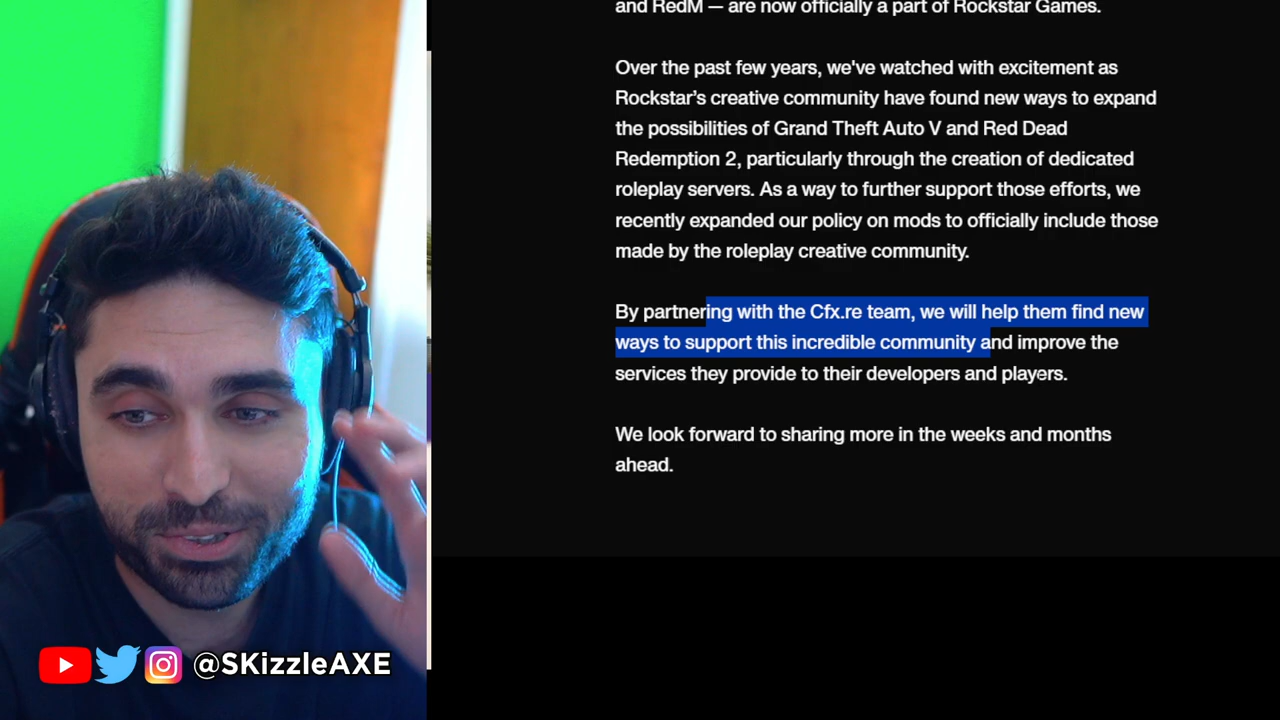 and RedM — are now officially a part of Rockstar Games.
Over the past few years, we've watched with excitement as
Rockstar’s creative community have found new ways to expand
the possibilities of Grand Theft Auto V and Red Dead
Redemption 2, particularly through the creation of dedicated
roleplay servers. As a way to further support those efforts, we
recently expanded our policy on mods to officially include those
made by the roleplay creative community.
By partnering with the Cfx.re team, we will help them find new
ways to support this incredible community and improve the
services they provide to their developers and players.
We look forward to sharing more in the weeks and months
ahead.
@SKizzleAXE